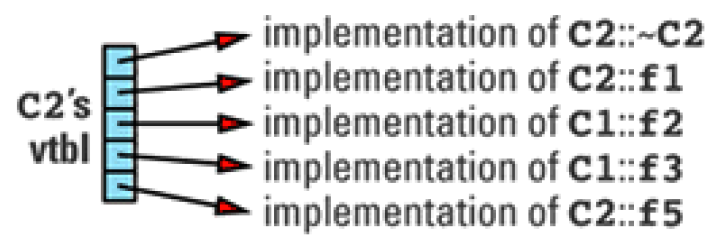 implementation of C2::~C2
implementation of C2::f1
C2's
vtbl
implementation of C1::f2
implementation of C1::f3
implementation of C2::f5